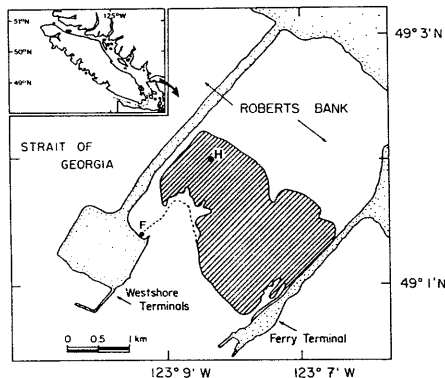 125°W
51°N
50°N
49°N
49° 3'N
ROBERTS BANK
H
STRAIT OF
GEORGIA
F
49° 1'N
Westshore
Terminals
0 0.5 1 km
Ferry Terminal
123° 9' W
123° 7' W